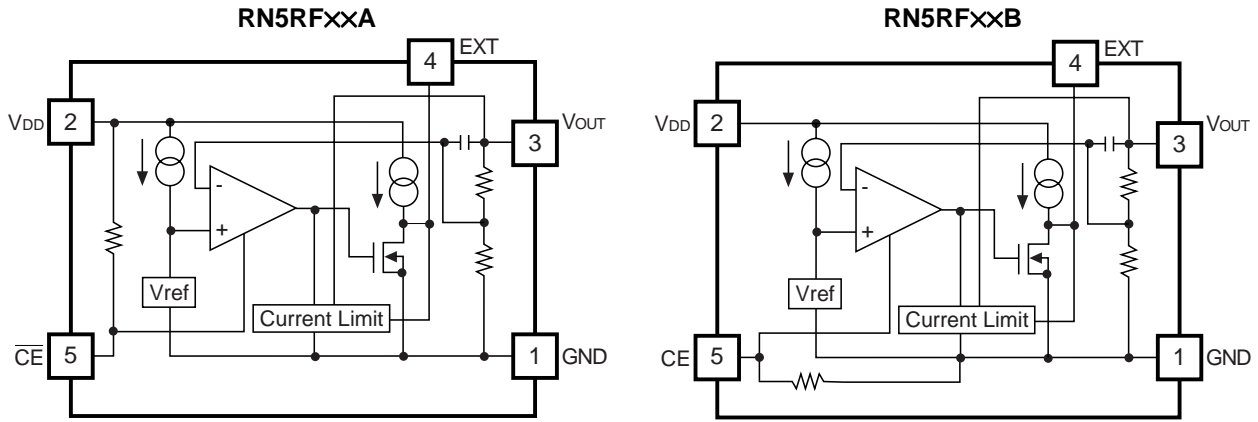 RN5RF××A
4
EXT
VDD
2
3
VOUT
-
+
Vref
Current Limit
C̅E̅
5
1
GND
RN5RF××B
4
EXT
VDD
2
3
VOUT
-
+
Vref
Current Limit
CE
5
1
GND